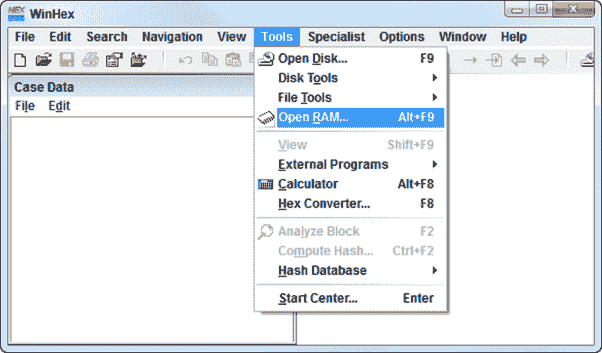 HEX
WinHex
File Edit Search Navigation View Tools Specialist Options Window Help
Case Data
File Edit
Open Disk... F9
Disk Tools
File Tools
Open RAM... Alt+F9
View Shift+F9
External Programs
Calculator Alt+F8
Hex Converter... F8
Analyze Block F2
Compute Hash... Ctrl+F2
Hash Database
Start Center... Enter